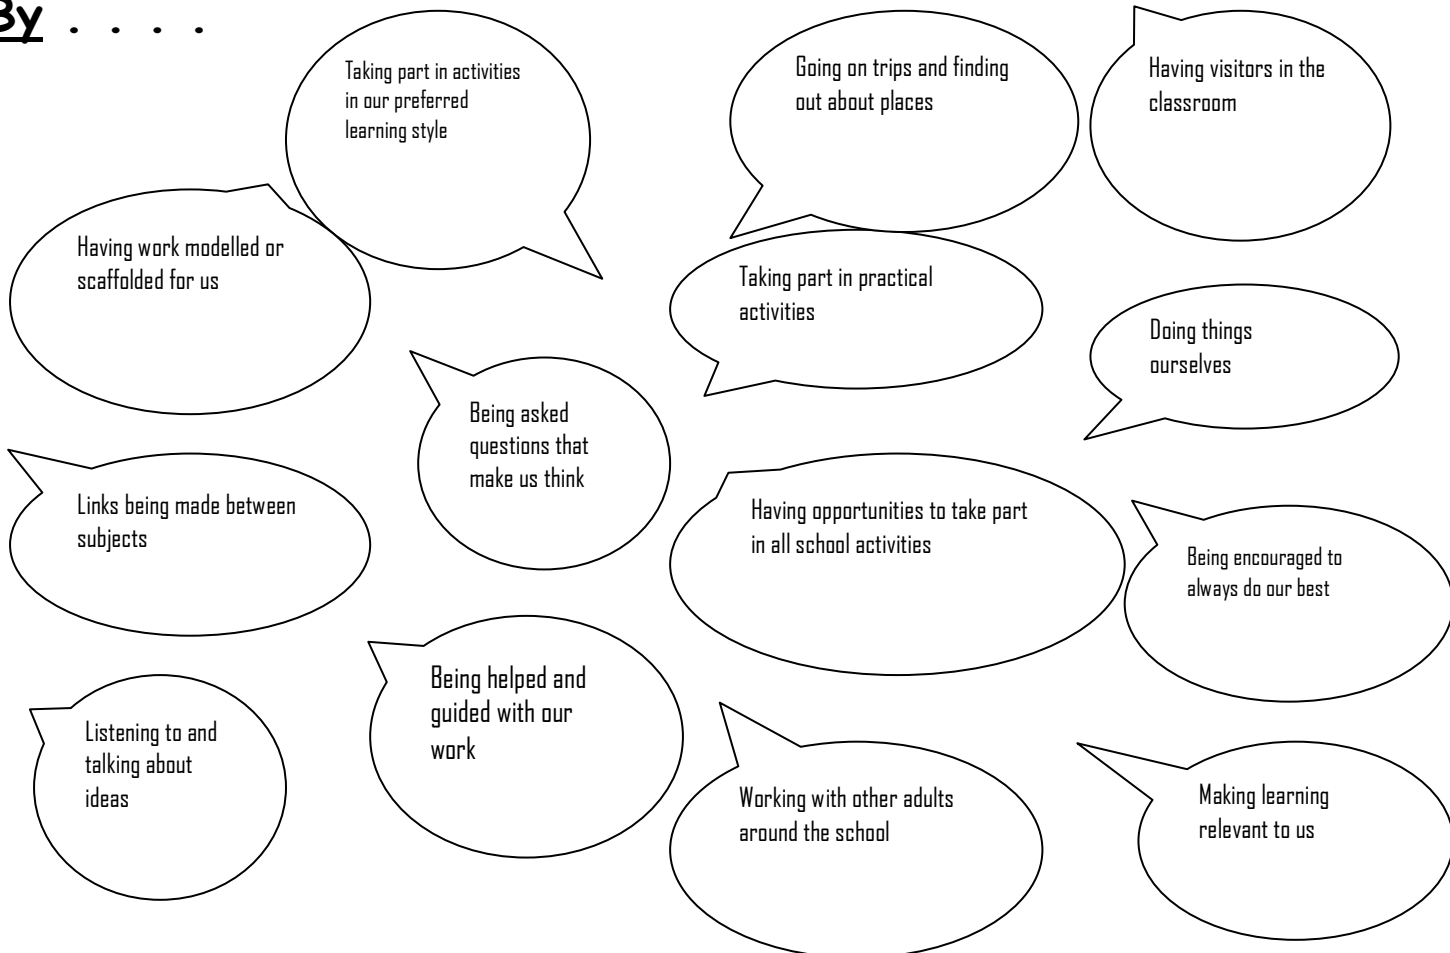 By . . . .
Taking part in activities
in our preferred
learning style
Going on trips and finding
out about places
Having visitors in the
classroom
Having work modelled or
scaffolded for us
Taking part in practical
activities
Doing things
ourselves
Being asked
questions that
make us think
Links being made between
subjects
Having opportunities to take part
in all school activities
Being encouraged to
always do our best
Being helped and
guided with our
work
Listening to and
talking about
ideas
Working with other adults
around the school
Making learning
relevant to us